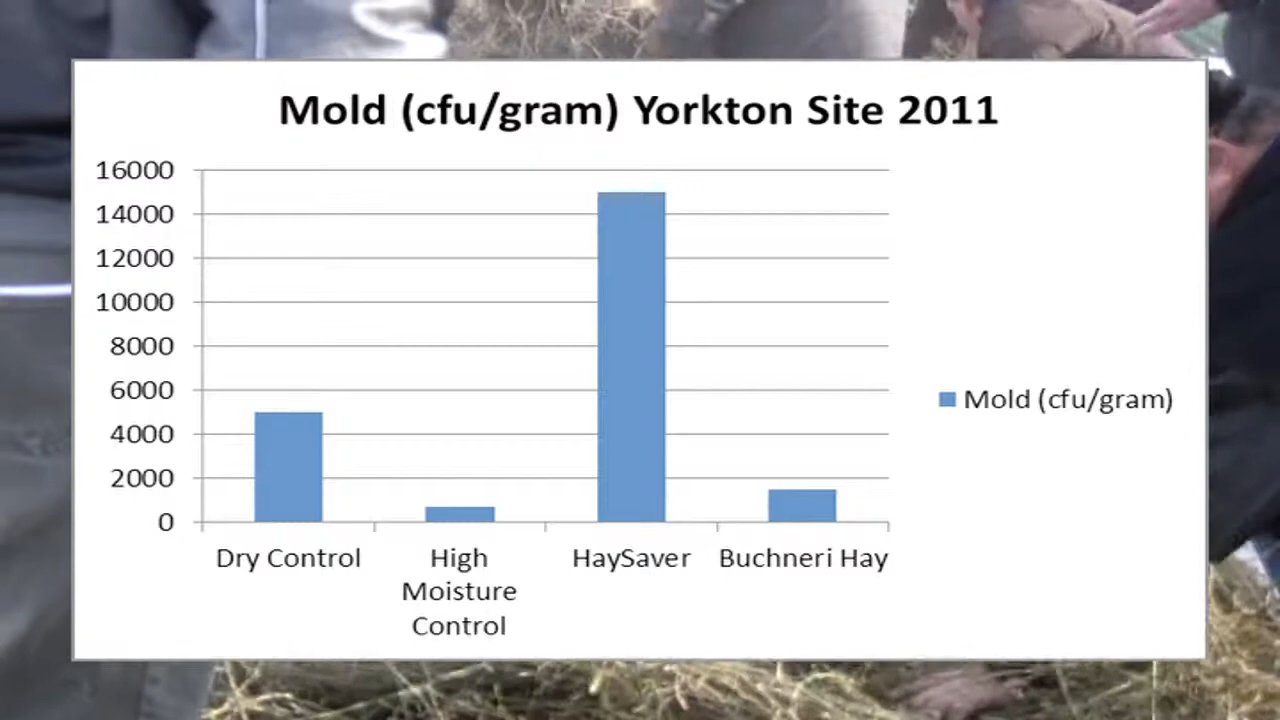 Mold (cfu/gram) Yorkton Site 2011
16000
14000
12000
10000
8000
6000
4000
2000
0
Dry Control
High
Moisture
Control
HaySaver
Buchneri Hay
Mold (cfu/gram)